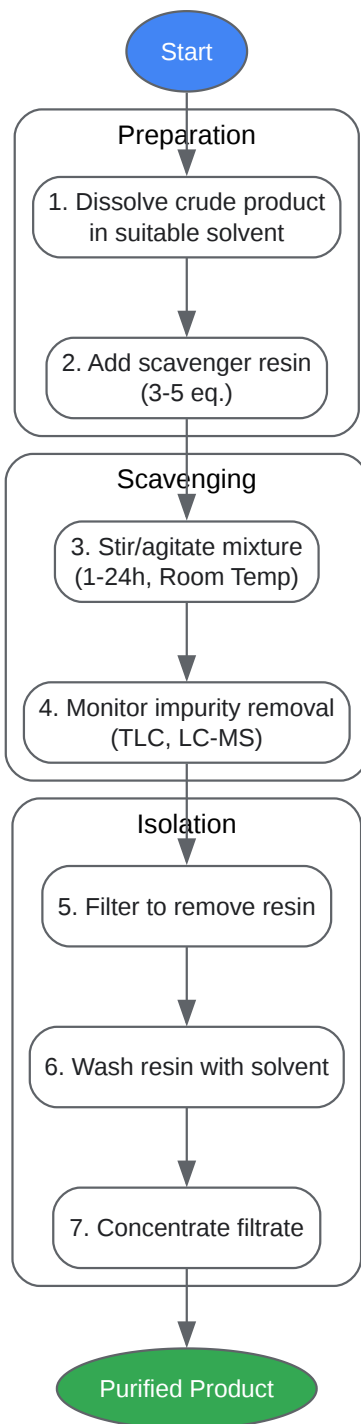 Start
Preparation
1. Dissolve crude product
in suitable solvent
2. Add scavenger resin
(3-5 eq.)
Scavenging
3. Stir/agitate mixture
(1-24h, Room Temp)
4. Monitor impurity removal
(TLC, LC-MS)
Isolation
5. Filter to remove resin
6. Wash resin with solvent
7. Concentrate filtrate
Purified Product